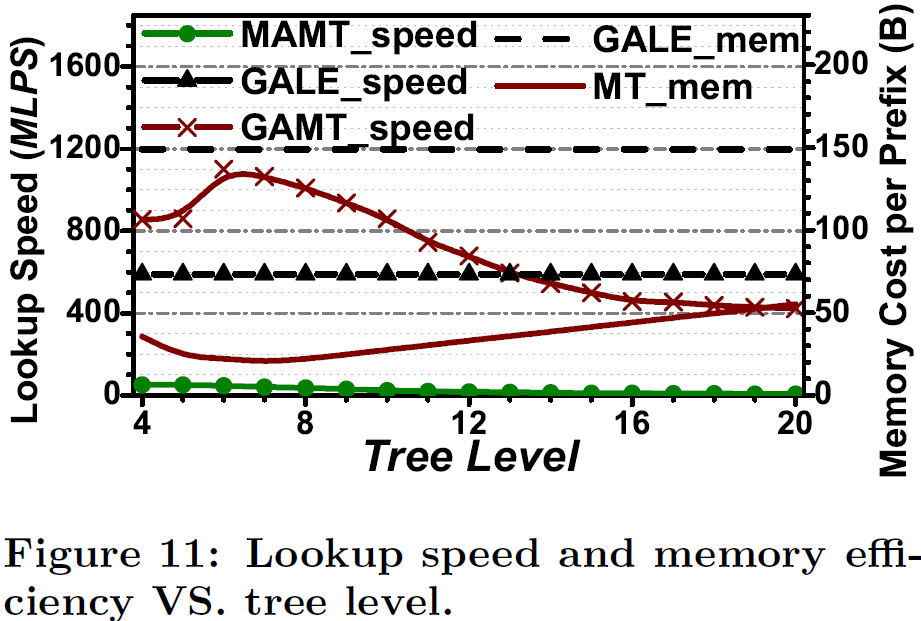 MAMT_speed
GALE_speed
GAMT_speed
GALE_mem
MT_mem
Lookup Speed (MLPS)
1600
1200
800
400
0
200
150
100
50
0
Memory Cost per Prefix (B)
4 8 12 16 20
Tree Level
Figure 11: Lookup speed and memory effi-
ciency VS. tree level.